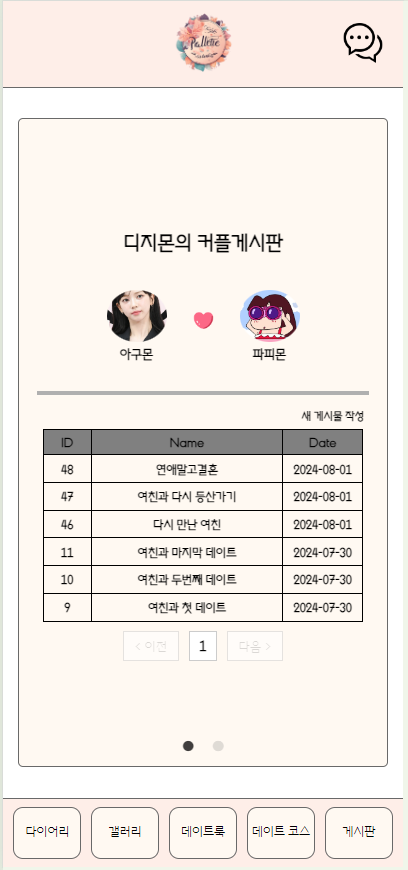 Pallette
디지몬의 커플게시판
아구몬 파피몬
새 게시물 작성
ID Name Date
48 연애말고결혼 2024-08-01
47 여친과 다시 등산가기 2024-08-01
46 다시 만난 여친 2024-08-01
11 여친과 마지막 데이트 2024-07-30
10 여친과 두번째 데이트 2024-07-30
9 여친과 첫 데이트 2024-07-30
< 이전 1 다음 >
다이어리 갤러리 데이트룩 데이트 코스 게시판